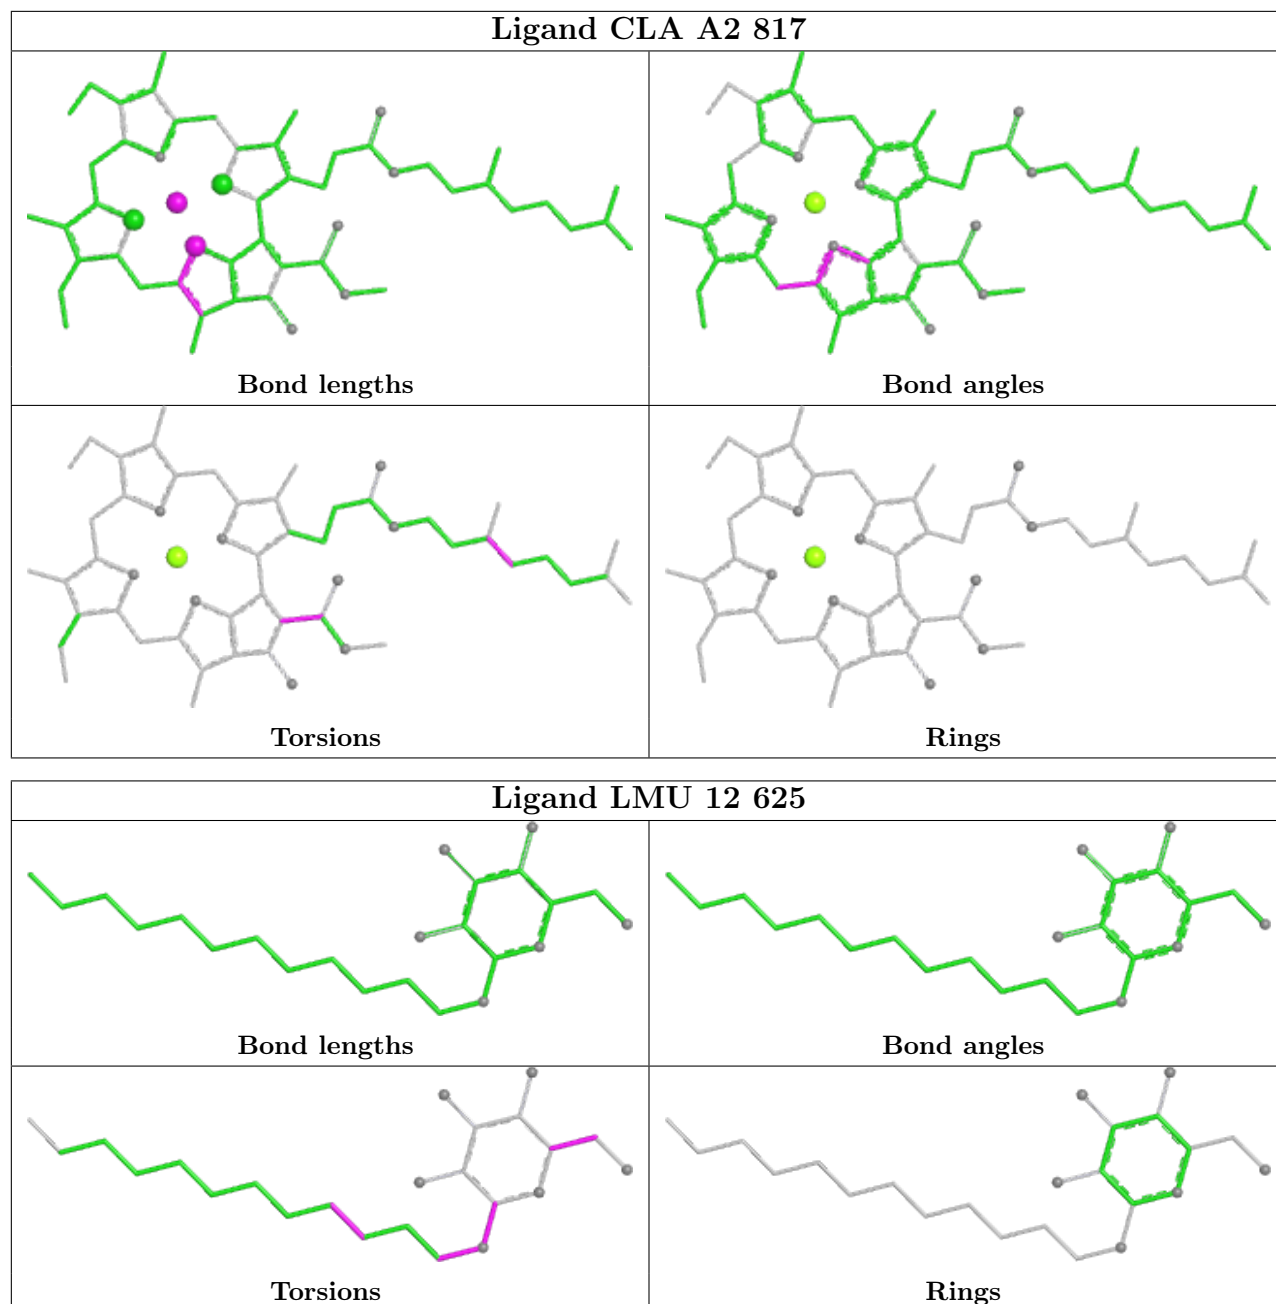 Ligand CLA A2 817
Bond lengths
Bond angles
Torsions
Rings
Ligand LMU 12 625
Bond lengths
Bond angles
Torsions
Rings